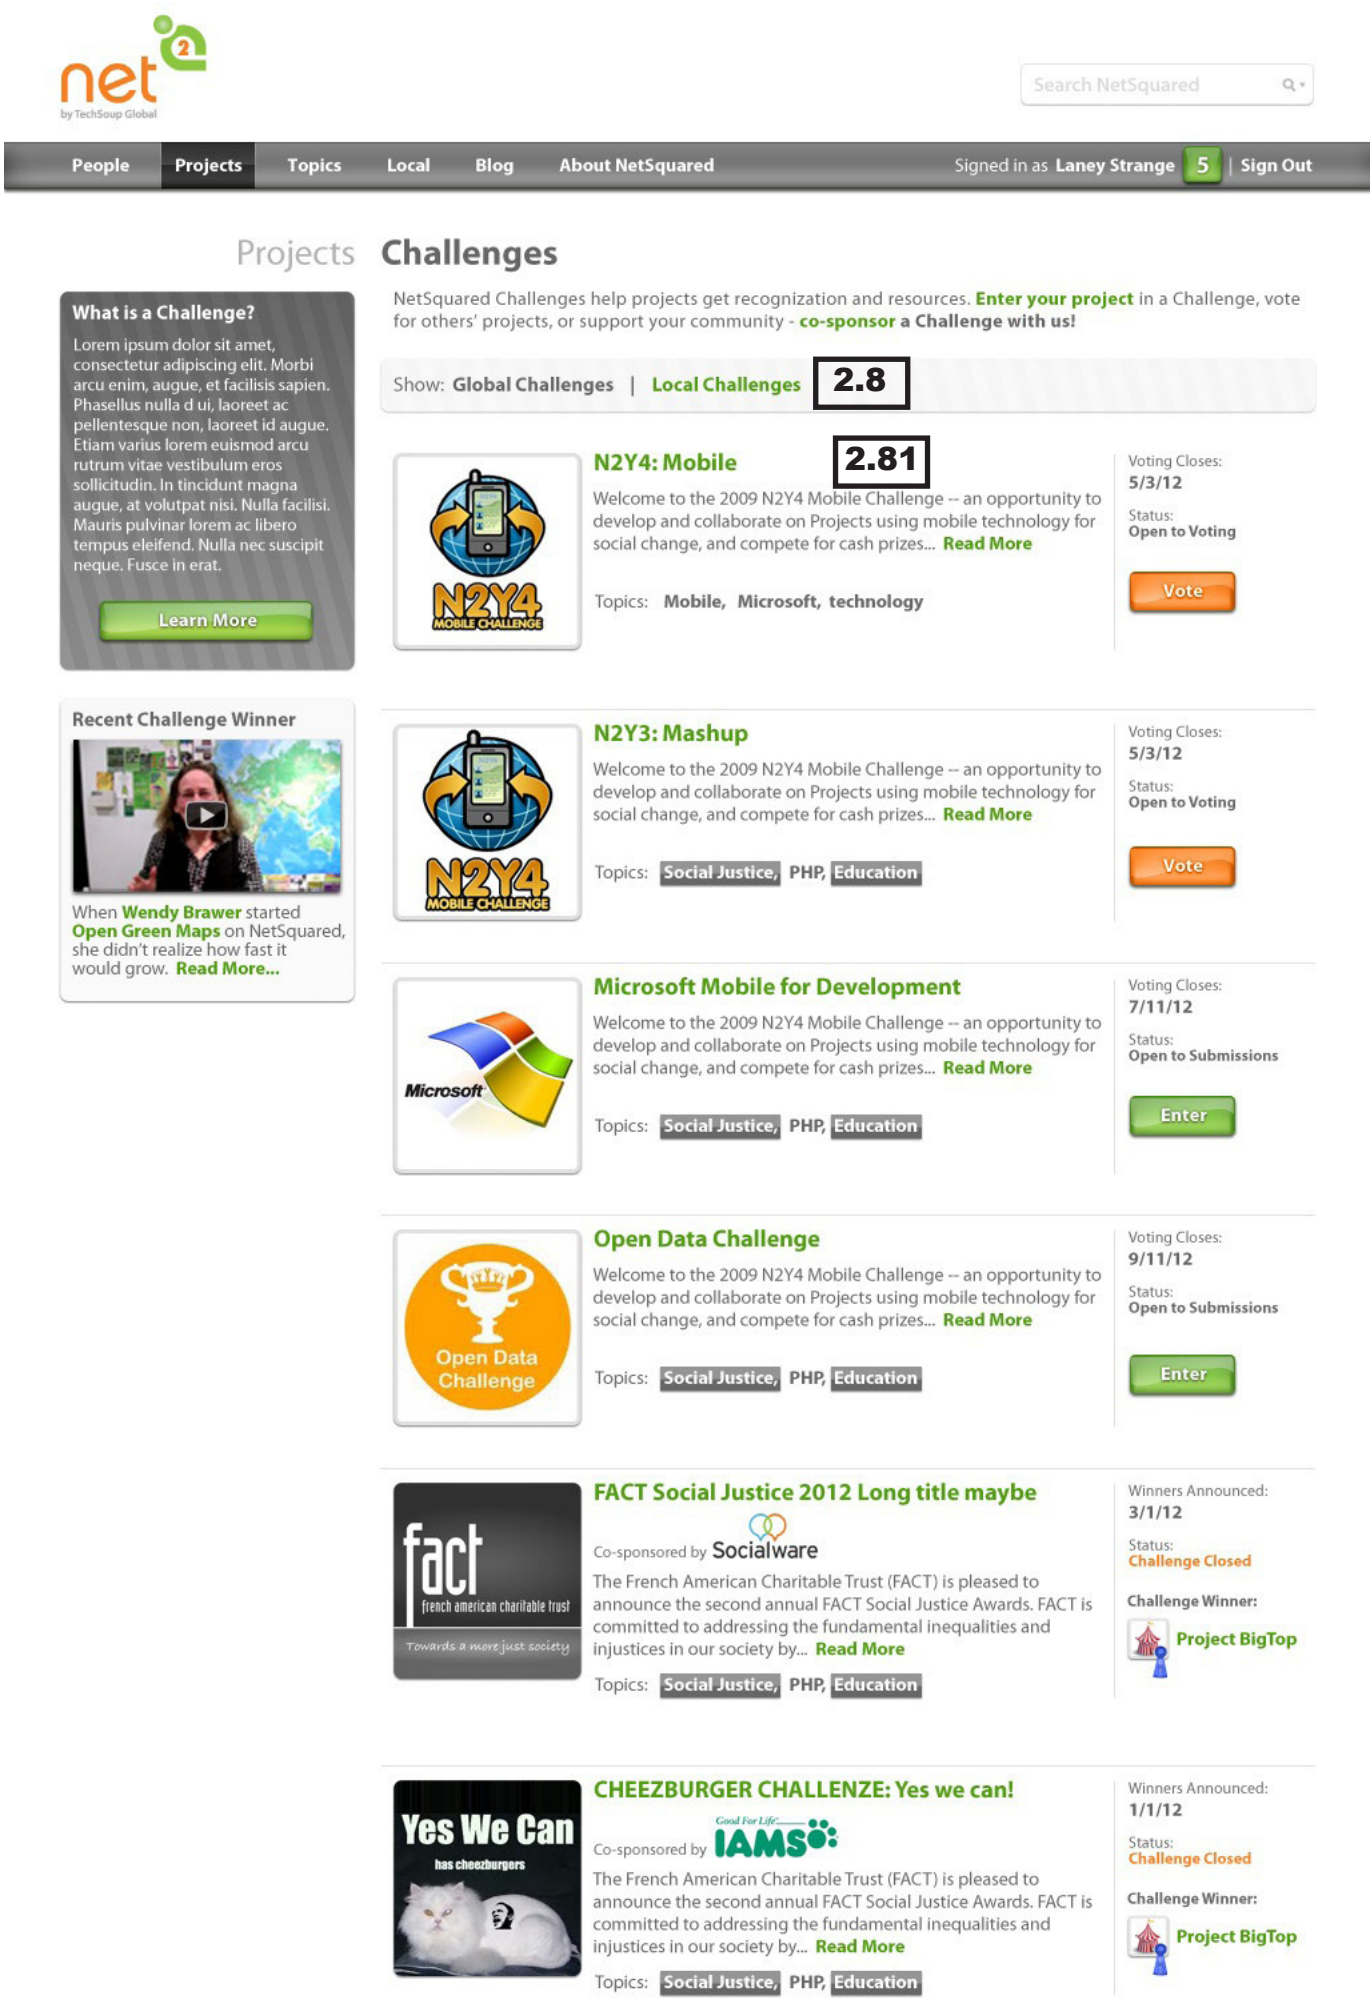 net 2
by TechSoup Global
Search NetSquared
People Projects Topics Local Blog About NetSquared Signed in as Laney Strange 5 | Sign Out
Projects Challenges
What is a Challenge?
Lorem ipsum dolor sit amet,
consectetur adipiscing elit. Morbi
arcu enim, augue, et facilisis sapien.
Phasellus nulla d ui, laoreet ac
pellentesque non, laoreet id augue.
Etiam varius lorem euismod arcu
rutrum vitae vestibulum eros
sollicitudin. In tincidunt magna
augue, at volutpat nisi. Nulla facilisi.
Mauris pulvinar lorem ac libero
tempus eleifend. Nulla nec suscipit
neque. Fusce in erat.
Learn More
Recent Challenge Winner
When Wendy Brawer started
Open Green Maps on NetSquared,
she didn't realize how fast it
would grow. Read More...
NetSquared Challenges help projects get recognization and resources. Enter your project in a Challenge, vote
for others' projects, or support your community - co-sponsor a Challenge with us!
Show: Global Challenges | Local Challenges 2.8
N2Y4
MOBILE CHALLENGE
N2Y4: Mobile 2.81
Welcome to the 2009 N2Y4 Mobile Challenge -- an opportunity to
develop and collaborate on Projects using mobile technology for
social change, and compete for cash prizes... Read More
Topics: Mobile, Microsoft, technology
Voting Closes:
5/3/12
Status:
Open to Voting
Vote
N2Y4
MOBILE CHALLENGE
N2Y3: Mashup
Welcome to the 2009 N2Y4 Mobile Challenge -- an opportunity to
develop and collaborate on Projects using mobile technology for
social change, and compete for cash prizes... Read More
Topics: Social Justice, PHP, Education
Voting Closes:
5/3/12
Status:
Open to Voting
Vote
Microsoft
Microsoft Mobile for Development
Welcome to the 2009 N2Y4 Mobile Challenge -- an opportunity to
develop and collaborate on Projects using mobile technology for
social change, and compete for cash prizes... Read More
Topics: Social Justice, PHP, Education
Voting Closes:
7/11/12
Status:
Open to Submissions
Enter
Open Data
Challenge
Open Data Challenge
Welcome to the 2009 N2Y4 Mobile Challenge -- an opportunity to
develop and collaborate on Projects using mobile technology for
social change, and compete for cash prizes... Read More
Topics: Social Justice, PHP, Education
Voting Closes:
9/11/12
Status:
Open to Submissions
Enter
fact
french american charitable trust
Towards a more just society
FACT Social Justice 2012 Long title maybe
Co-sponsored by Socialware
The French American Charitable Trust (FACT) is pleased to
announce the second annual FACT Social Justice Awards. FACT is
committed to addressing the fundamental inequalities and
injustices in our society by... Read More
Topics: Social Justice, PHP, Education
Winners Announced:
3/1/12
Status:
Challenge Closed
Challenge Winner:
Project BigTop
Yes We Can
has cheezburgers
CHEEZBURGER CHALLENZE: Yes we can!
Good For Life
Co-sponsored by IAMS
The French American Charitable Trust (FACT) is pleased to
announce the second annual FACT Social Justice Awards. FACT is
committed to addressing the fundamental inequalities and
injustices in our society by... Read More
Topics: Social Justice, PHP, Education
Winners Announced:
1/1/12
Status:
Challenge Closed
Challenge Winner:
Project BigTop